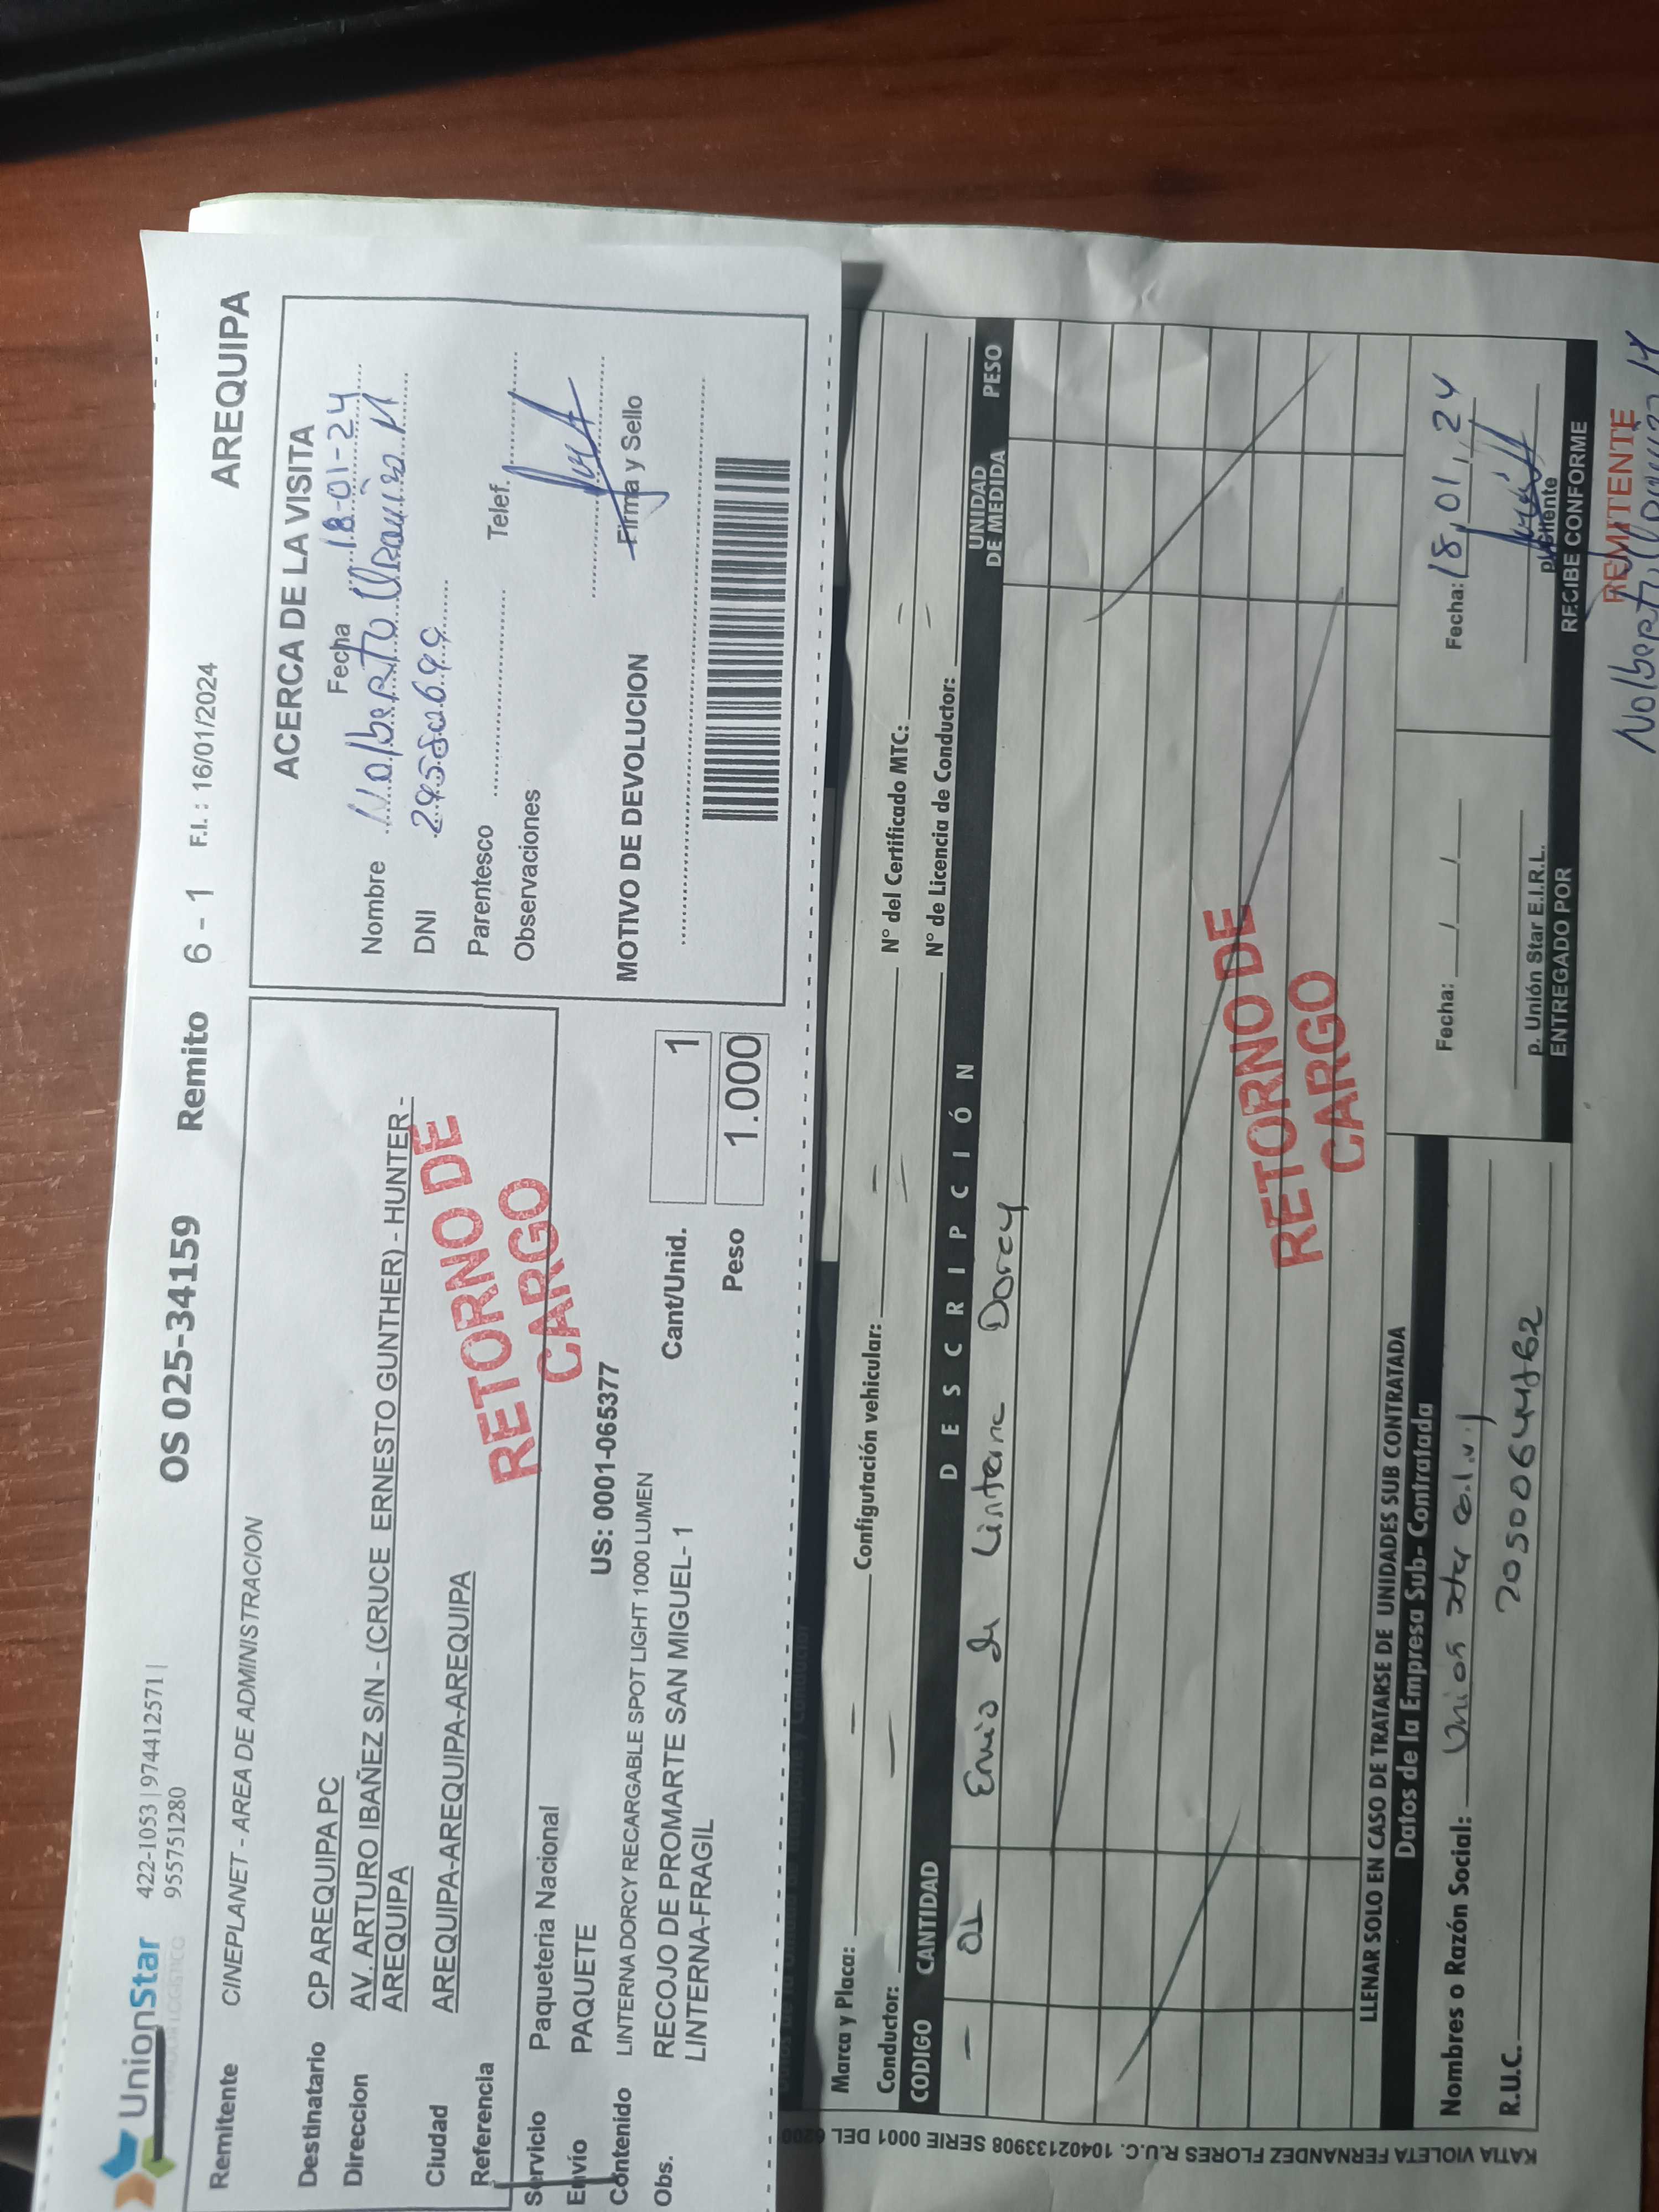 UnionStar
422-1053 | 974412571 |
955751280
OS 025-34159
Remito 6 - 1 F.I. : 16/01/2024 AREQUIPA
Remitente CINEPLANET - AREA DE ADMINISTRACION
Destinatario CP AREQUIPA PC
Direccion AV. ARTURO IBAÑEZ S/N - (CRUCE ERNESTO GUNTHER) - HUNTER -
AREQUIPA
Ciudad AREQUIPA-AREQUIPA-AREQUIPA
Referencia
RETORNO DE
CARGO
Servicio Paqueteria Nacional
Envío PAQUETE US: 0001-065377
Contenido LINTERNA DORCY RECARGABLE SPOT LIGHT 1000 LUMEN
Obs. RECOJO DE PROMARTE SAN MIGUEL- 1
LINTERNA-FRAGIL
Cant/Unid. 1
Peso 1.000
ACERCA DE LA VISITA
Fecha 18-01-24
Nombre Nolberto
DNI
Parentesco Telef.
Observaciones
Firma y Sello
MOTIVO DE DEVOLUCION
Marca y Placa: — Configutación vehicular: — N° del Certificado MTC: —
Conductor: — N° de Licencia de Conductor: —
CODIGO CANTIDAD DESCRIPCIÓN UNIDAD DE MEDIDA PESO
— 01 Envio de Linterna Dorcy
RETORNO DE
CARGO
LLENAR SOLO EN CASO DE TRATARSE DE UNIDADES SUB CONTRATADA
Datos de la Empresa Sub- Contratada
Nombres o Razón Social: Union star
R.U.C.
Fecha: / /
p. Unión Star E.I.R.L.
ENTREGADO POR
Fecha: 18, 01, 24
RECIBE CONFORME
REMITENTE
Nolberto
KATIA VIOLETA FERNANDEZ FLORES R.U.C. 10402133908 SERIE 0001 DEL